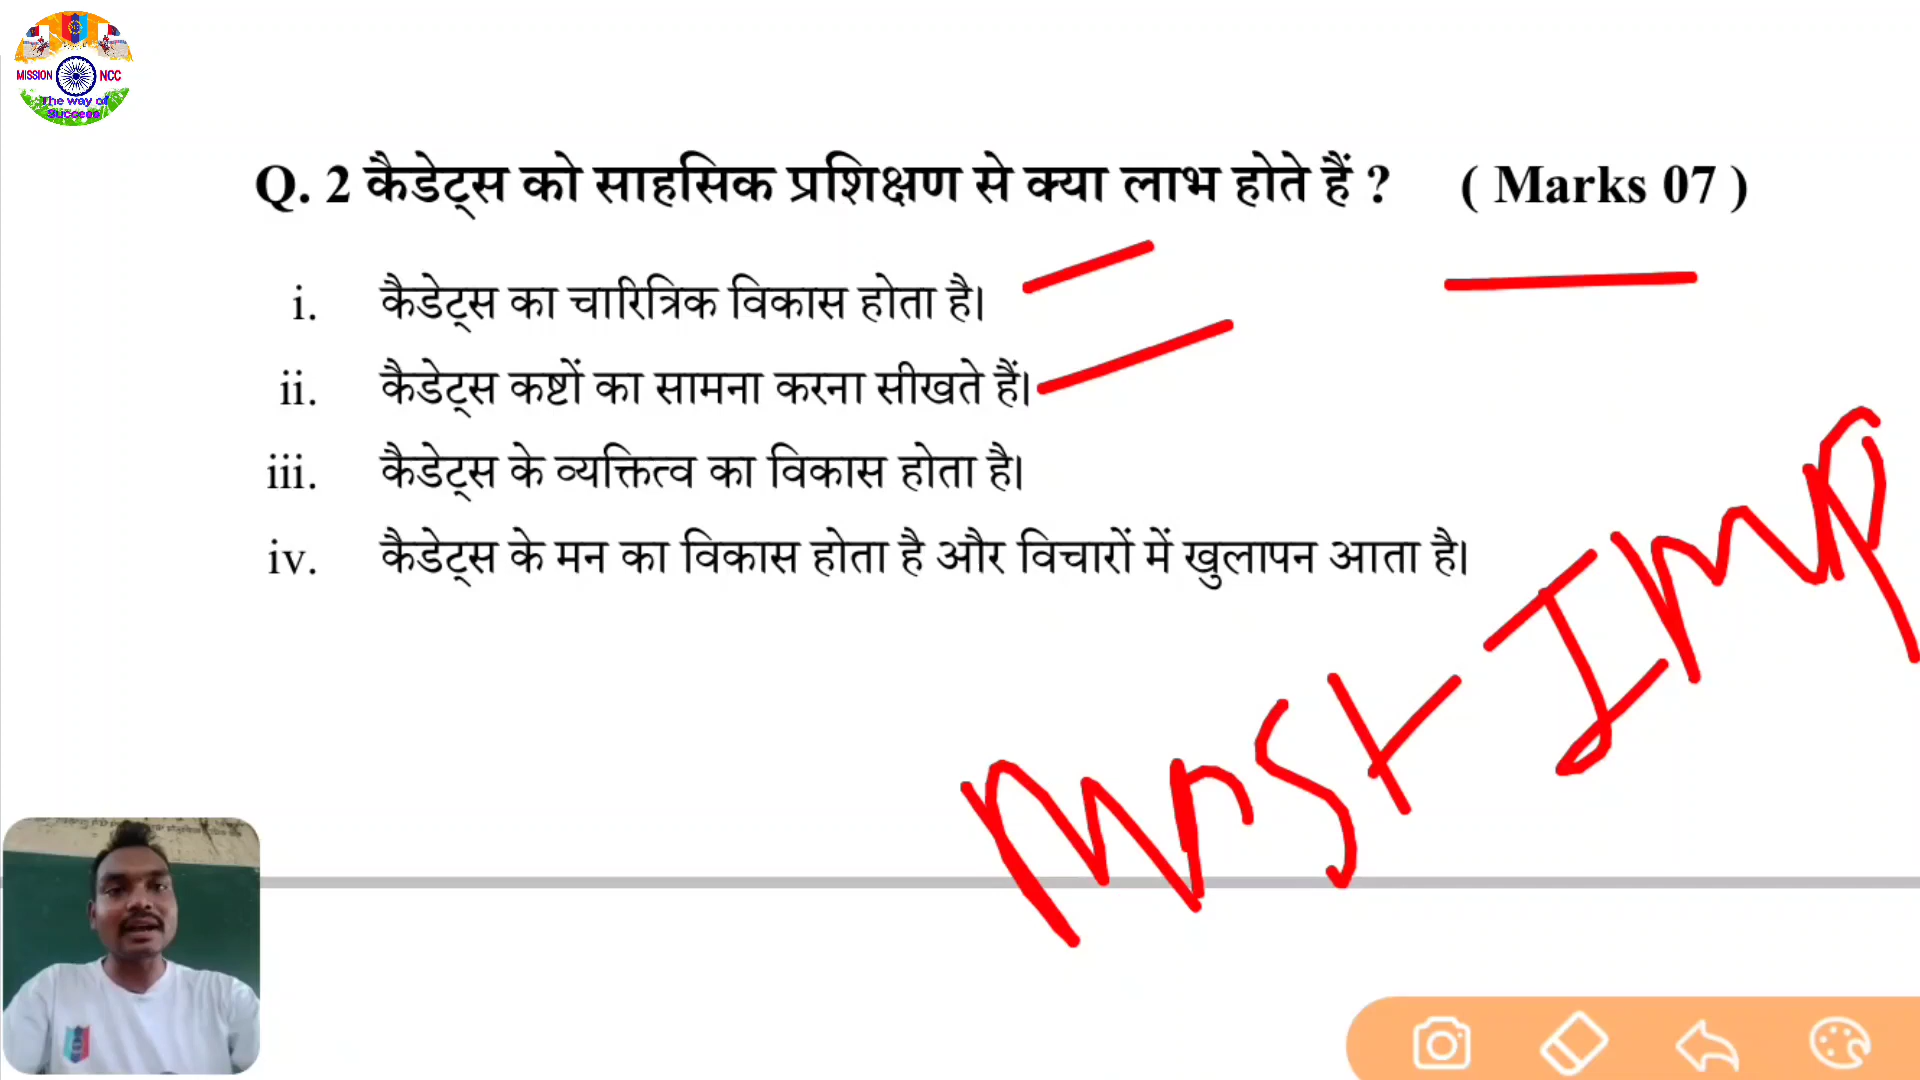 MISSION NCC
The way of
Success
Q. 2 कैडेट्स को साहसिक प्रशिक्षण से क्या लाभ होते हैं ? ( Marks 07 )
i. कैडेट्स का चारित्रिक विकास होता है।
ii. कैडेट्स कष्टों का सामना करना सीखते हैं।
iii. कैडेट्स के व्यक्तित्व का विकास होता है।
iv. कैडेट्स के मन का विकास होता है और विचारों में खुलापन आता है।
Most IMP